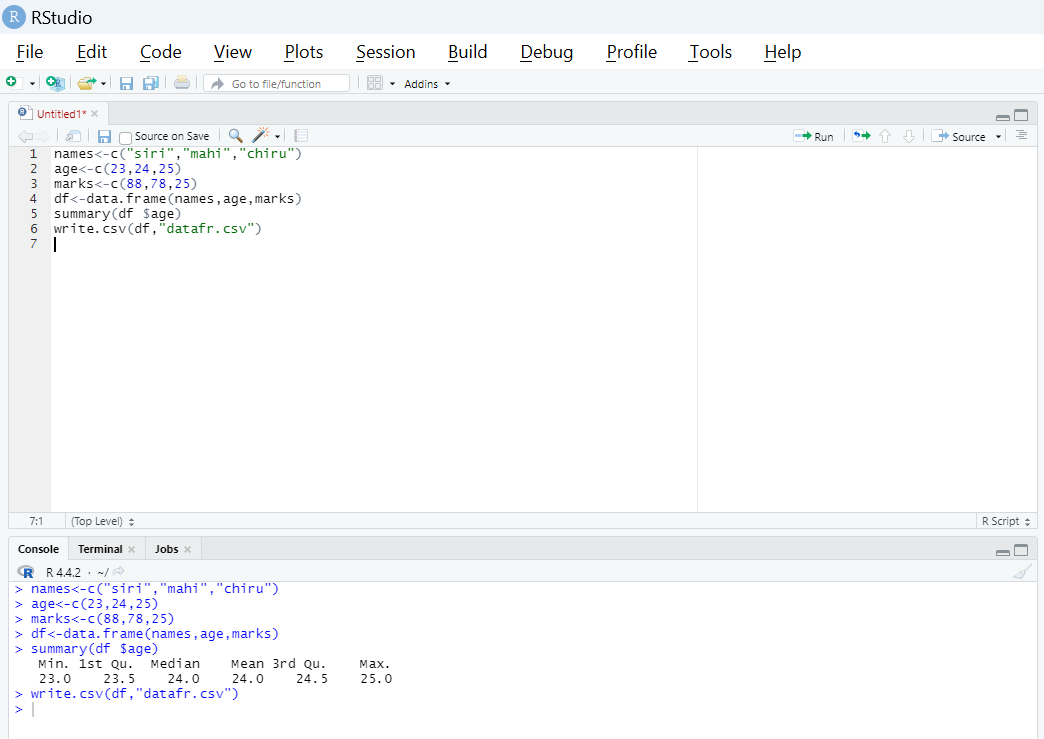 R RStudio
File Edit Code View Plots Session Build Debug Profile Tools Help
Go to file/function Addins
Untitled1*
Source on Save Run Source
1 names<-c("siri","mahi","chiru")
2 age<-c(23,24,25)
3 marks<-c(88,78,25)
4 df<-data.frame(names,age,marks)
5 summary(df $age)
6 write.csv(df,"datafr.csv")
7
7:1 (Top Level) R Script
Console Terminal Jobs
R R 4.4.2 · ~/
> names<-c("siri","mahi","chiru")
> age<-c(23,24,25)
> marks<-c(88,78,25)
> df<-data.frame(names,age,marks)
> summary(df $age)
Min. 1st Qu. Median Mean 3rd Qu. Max.
23.0 23.5 24.0 24.0 24.5 25.0
> write.csv(df,"datafr.csv")
>